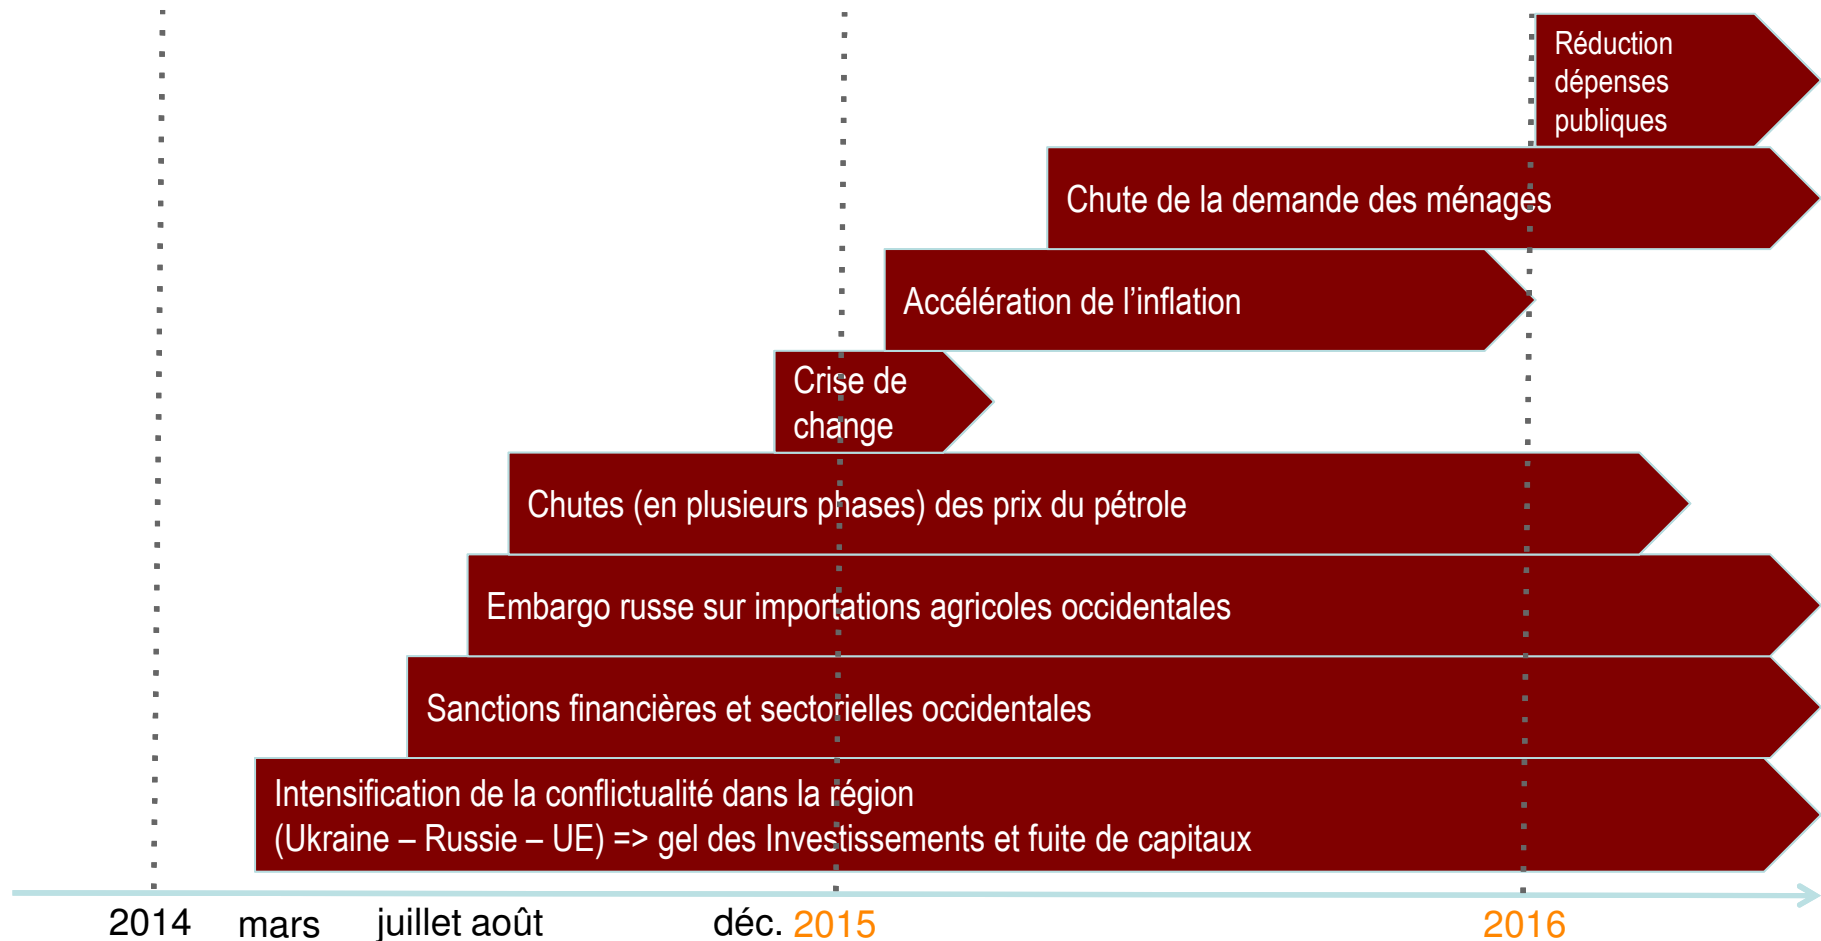 Réduction
dépenses
publiques
Chute de la demande des ménages
Accélération de l’inflation
Crise de
change
Chutes (en plusieurs phases) des prix du pétrole
Embargo russe sur importations agricoles occidentales
Sanctions financières et sectorielles occidentales
Intensification de la conflictualité dans la région
(Ukraine – Russie – UE) => gel des Investissements et fuite de capitaux
2014 mars juillet août déc. 2015 2016